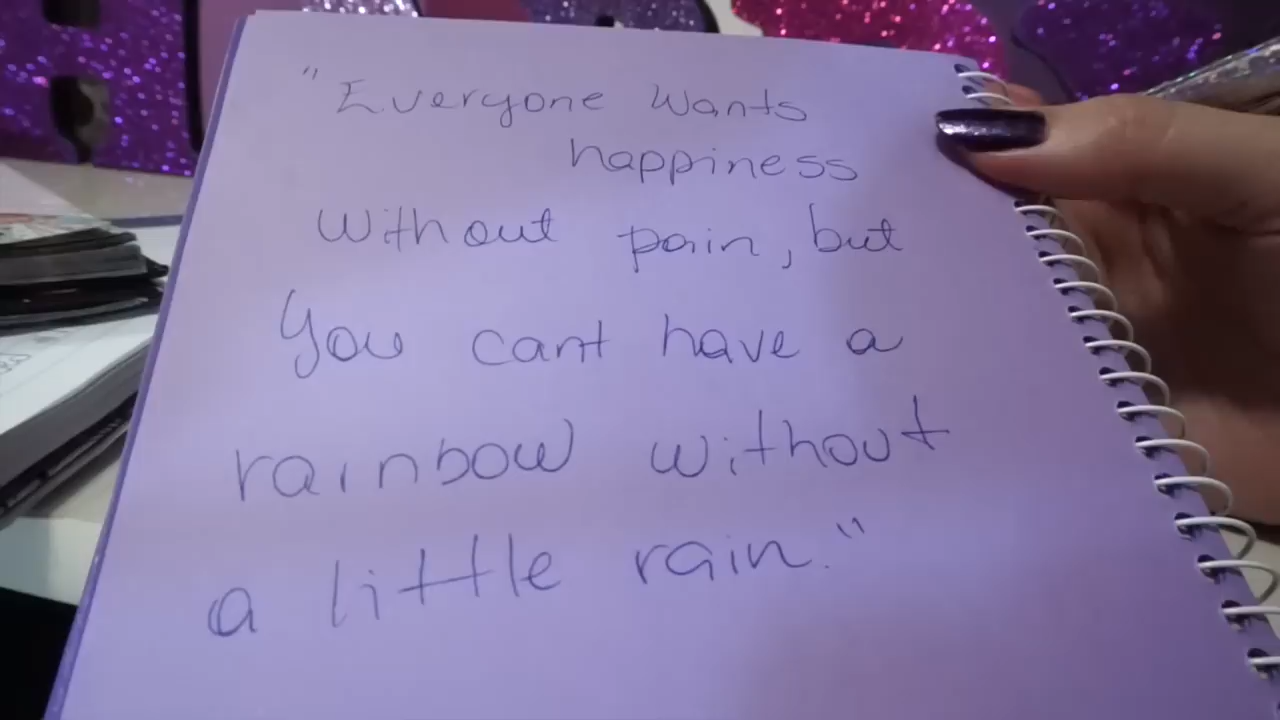 "Everyone wants
happiness
without pain, but
you cant have a
rainbow without
a little rain."